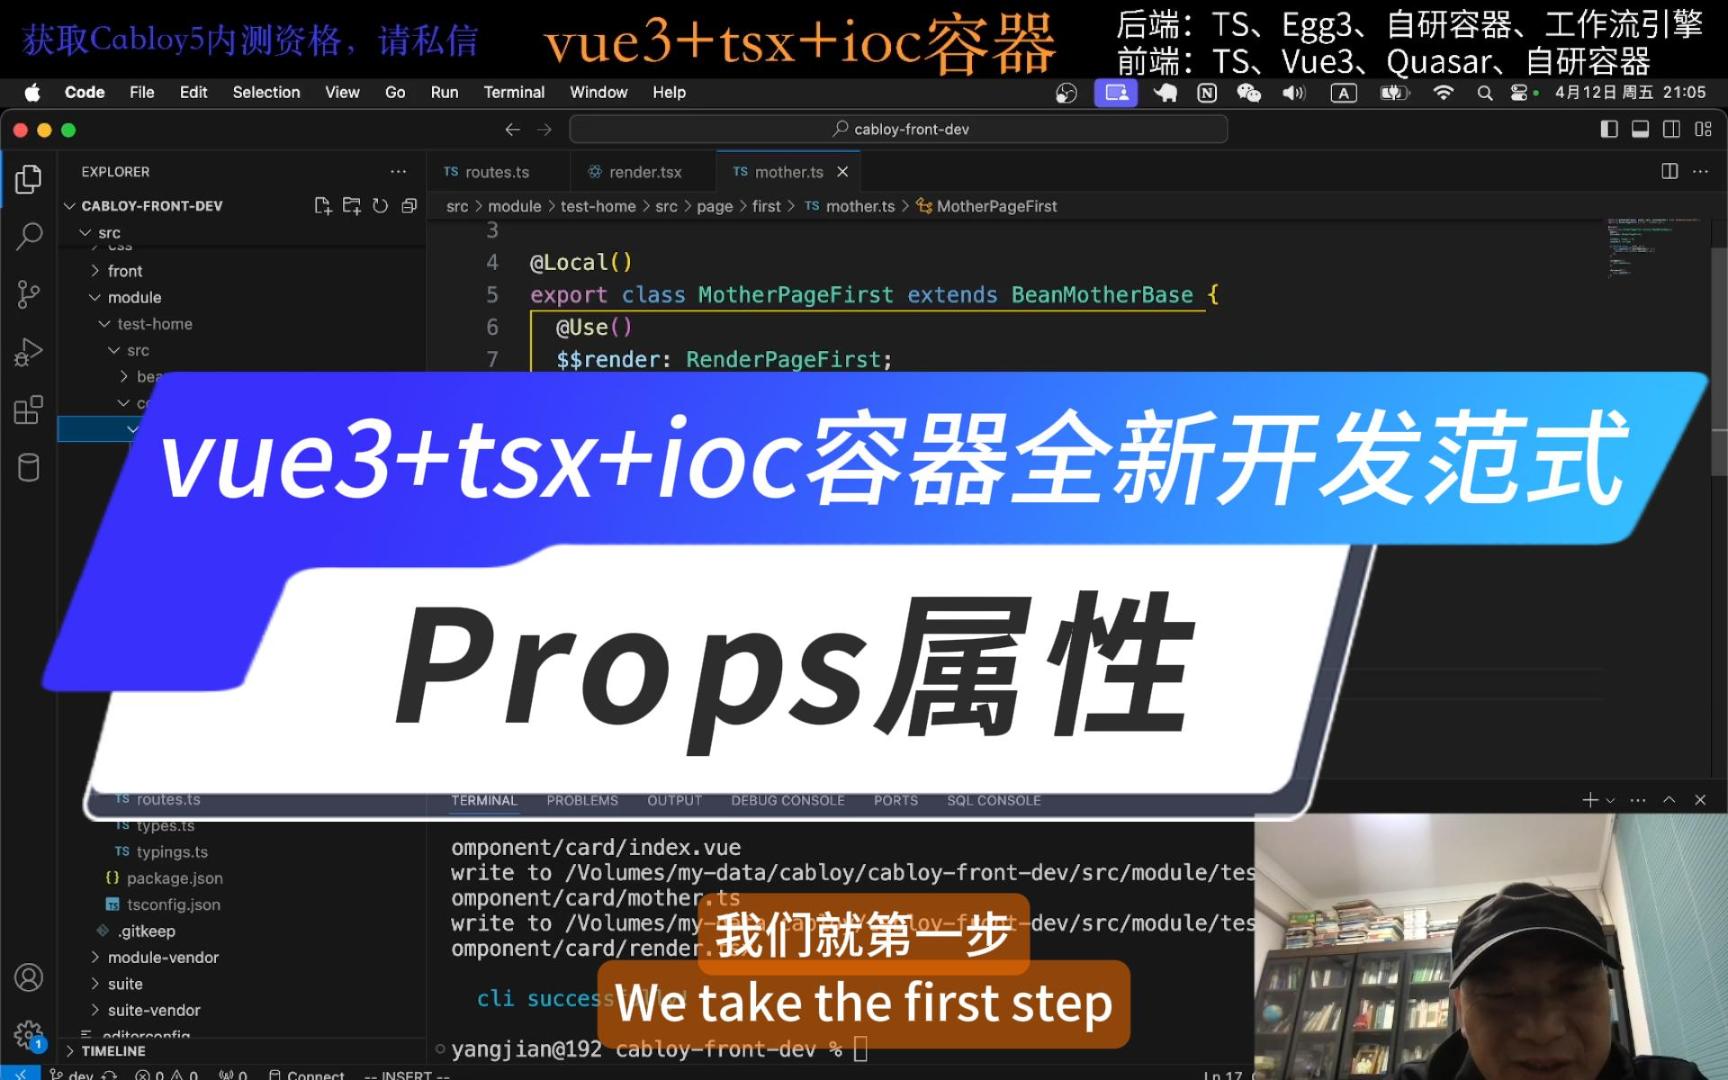 获取Cabloy5内测资格，请私信
vue3+tsx+ioc容器
后端：TS、Egg3、自研容器、工作流引擎
前端：TS、Vue3、Quasar、自研容器
Code File Edit Selection View Go Run Terminal Window Help
4月12日 周五 21:05
cabloy-front-dev
EXPLORER
CABLOY-FRONT-DEV
src
css
front
module
test-home
src
TS routes.ts
render.tsx
TS mother.ts
src > module > test-home > src > page > first > TS mother.ts > MotherPageFirst
3
4 @Local()
5 export class MotherPageFirst extends BeanMotherBase {
6 @Use()
7 $$render: RenderPageFirst;
vue3+tsx+ioc容器全新开发范式
Props属性
TS routes.ts
TS types.ts
TS typings.ts
{} package.json
TS tsconfig.json
.gitkeep
module-vendor
suite
suite-vendor
.editorconfig
TIMELINE
TERMINAL PROBLEMS OUTPUT DEBUG CONSOLE PORTS SQL CONSOLE
omponent/card/index.vue
write to /Volumes/my-data/cabloy/cabloy-front-dev/src/module/tes
omponent/card/mother.ts
write to /Volumes/my-data/cabloy/cabloy-front-dev/src/module/tes
omponent/card/render.
cli successfully!
yangjian@192 cabloy-front-dev %
我们就第一步
We take the first step
dev 0 0 0 Connect -- INSERT --
Ln 17,